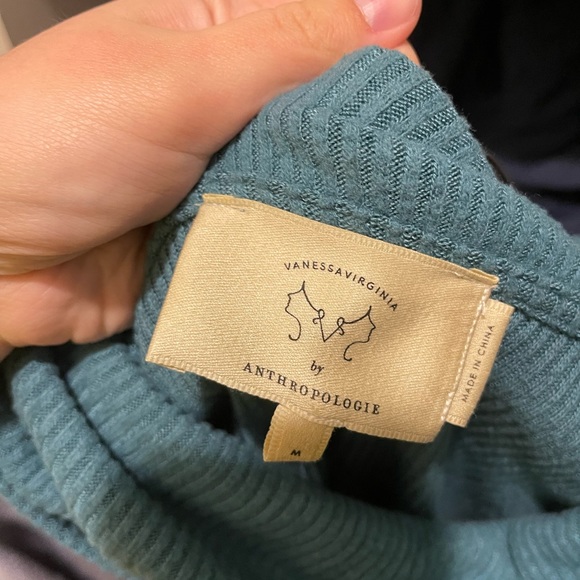 VANESSAVIRGINIA
by
ANTHROPOLOGIE
M
MADE IN CHINA